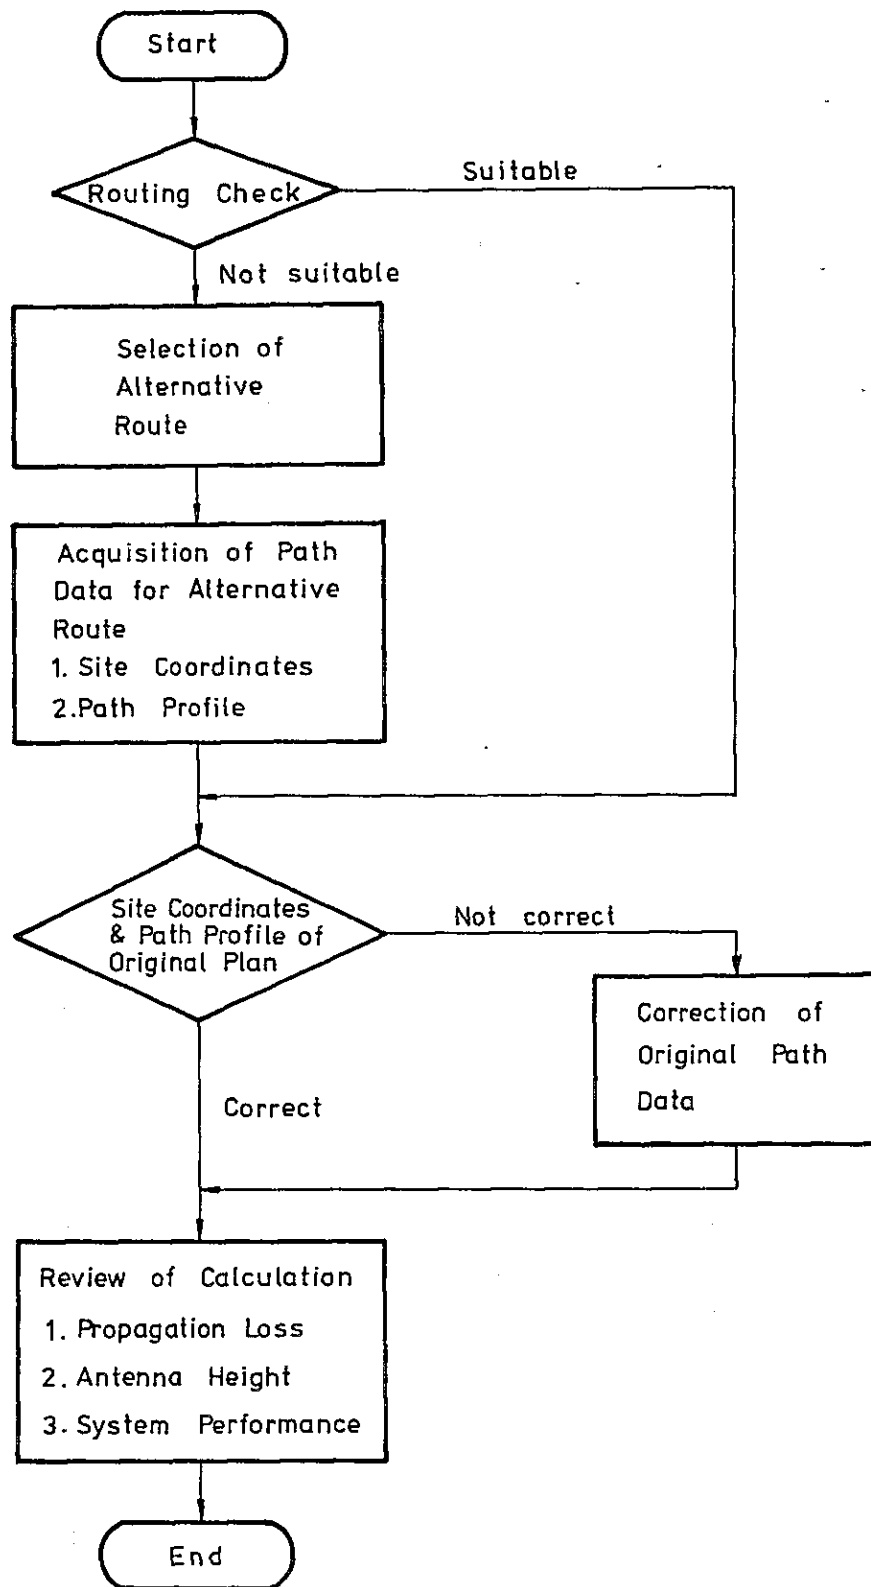 Start
Routing Check
Suitable
Not suitable
Selection of
Alternative
Route
Acquisition of Path
Data for Alternative
Route
1. Site Coordinates
2.Path Profile
Site Coordinates
& Path Profile of
Original Plan
Not correct
Correction of
Original Path
Data
Correct
Review of Calculation
1. Propagation Loss
2. Antenna Height
3. System Performance
End